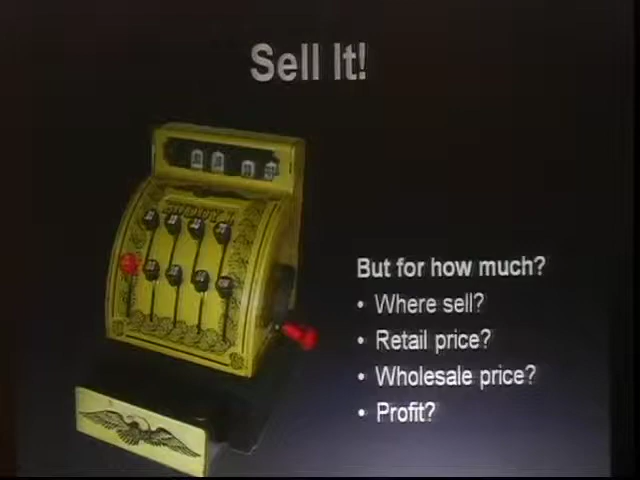 Sell It!
But for how much?
• Where sell?
• Retail price?
• Wholesale price?
• Profit?